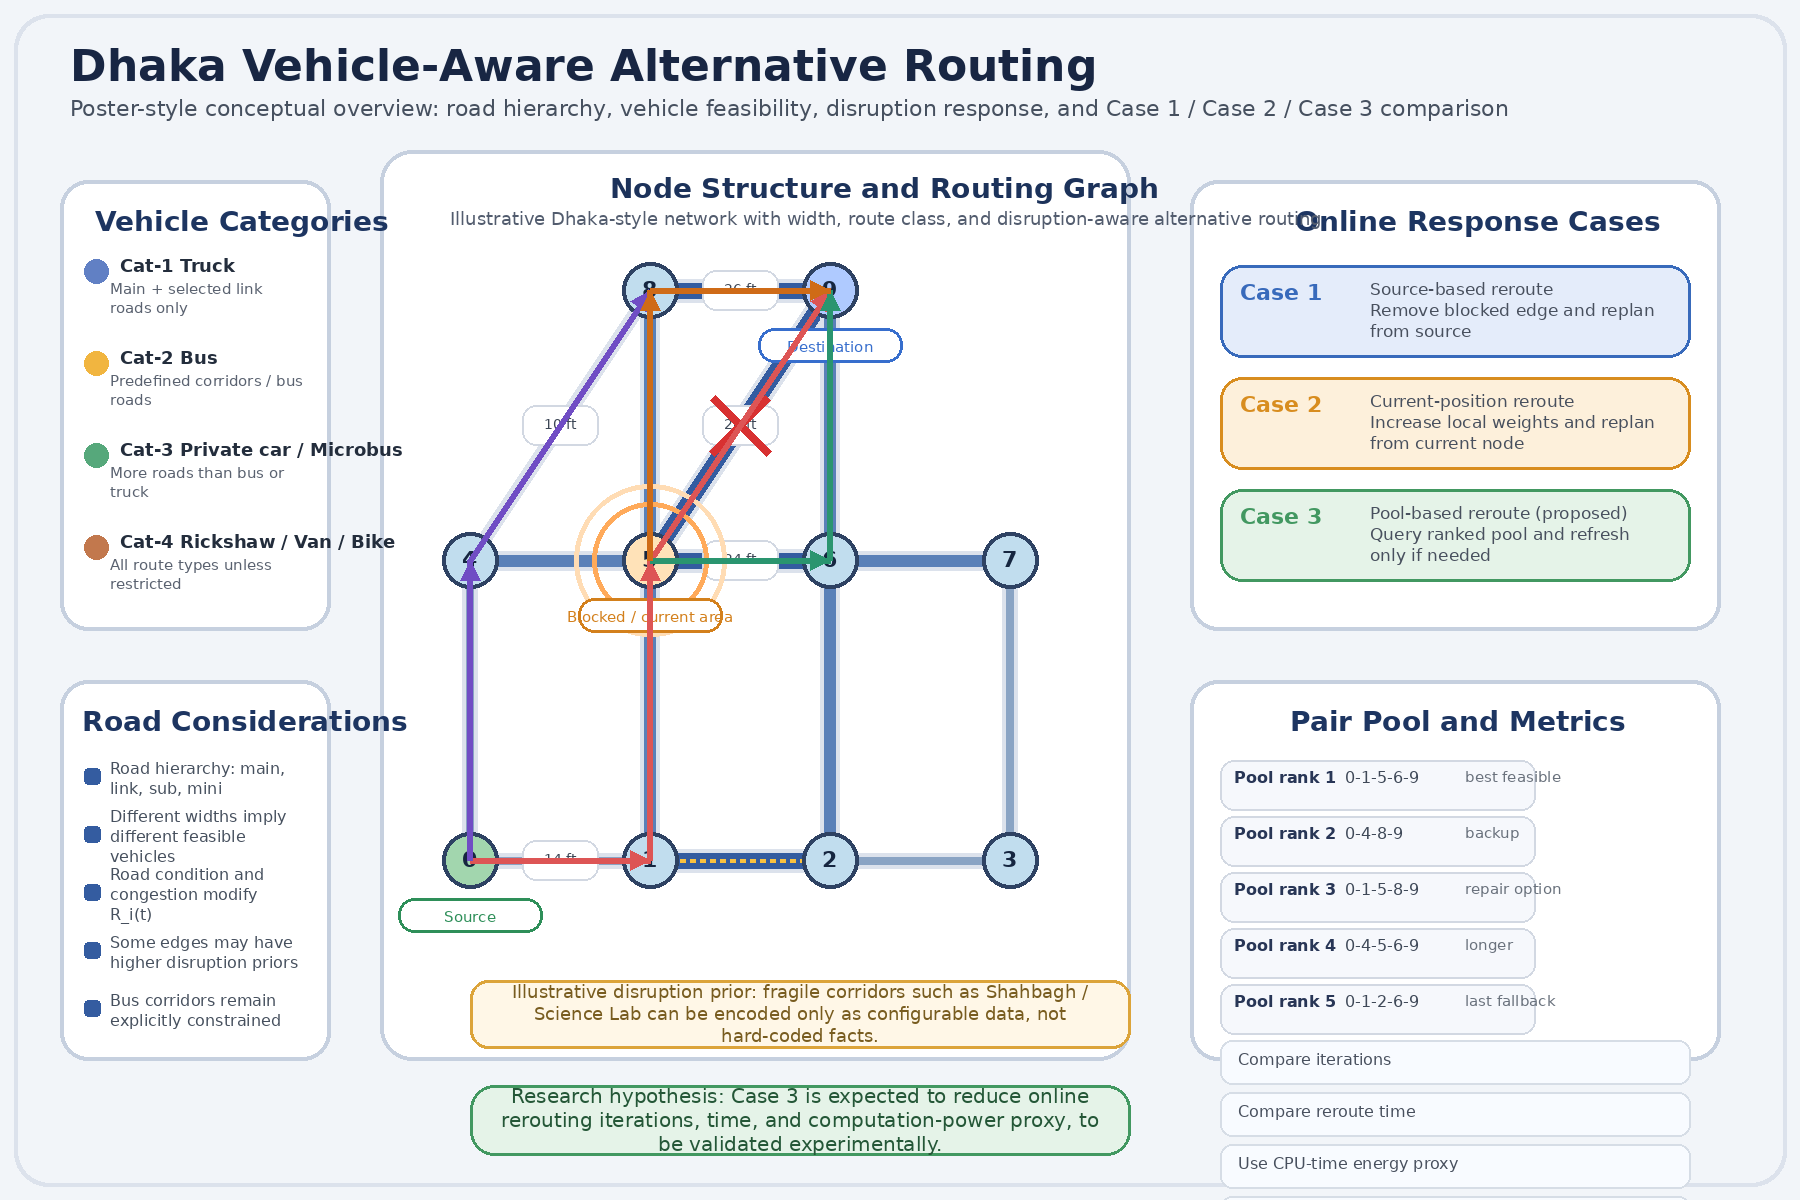 Dhaka Vehicle-Aware Alternative Routing
Poster-style conceptual overview: road hierarchy, vehicle feasibility, disruption response, and Case 1 / Case 2 / Case 3 comparison
Vehicle Categories
Cat-1 Truck
Main + selected link
roads only
Cat-2 Bus
Predefined corridors / bus
roads
Cat-3 Private car / Microbus
More roads than bus or
truck
Cat-4 Rickshaw / Van / Bike
All route types unless
restricted
Road Considerations
Road hierarchy: main,
link, sub, mini
Different widths imply
different feasible
vehicles
Road condition and
congestion modify
R_i(t)
Some edges may have
higher disruption priors
Bus corridors remain
explicitly constrained
Node Structure and Routing Graph
Illustrative Dhaka-style network with width, route class, and disruption-aware alternative routing
8
9
Destination
10 ft
ft
4
5
24 ft
6
7
Blocked / current area
0
14 ft
1
2
3
Source
Illustrative disruption prior: fragile corridors such as Shahbagh /
Science Lab can be encoded only as configurable data, not
hard-coded facts.
Research hypothesis: Case 3 is expected to reduce online
rerouting iterations, time, and computation-power proxy, to
be validated experimentally.
Online Response Cases
Case 1
Source-based reroute
Remove blocked edge and replan
from source
Case 2
Current-position reroute
Increase local weights and replan
from current node
Case 3
Pool-based reroute (proposed)
Query ranked pool and refresh
only if needed
Pair Pool and Metrics
Pool rank 1 0-1-5-6-9 best feasible
Pool rank 2 0-4-8-9 backup
Pool rank 3 0-1-5-8-9 repair option
Pool rank 4 0-4-5-6-9 longer
Pool rank 5 0-1-2-6-9 last fallback
Compare iterations
Compare reroute time
Use CPU-time energy proxy